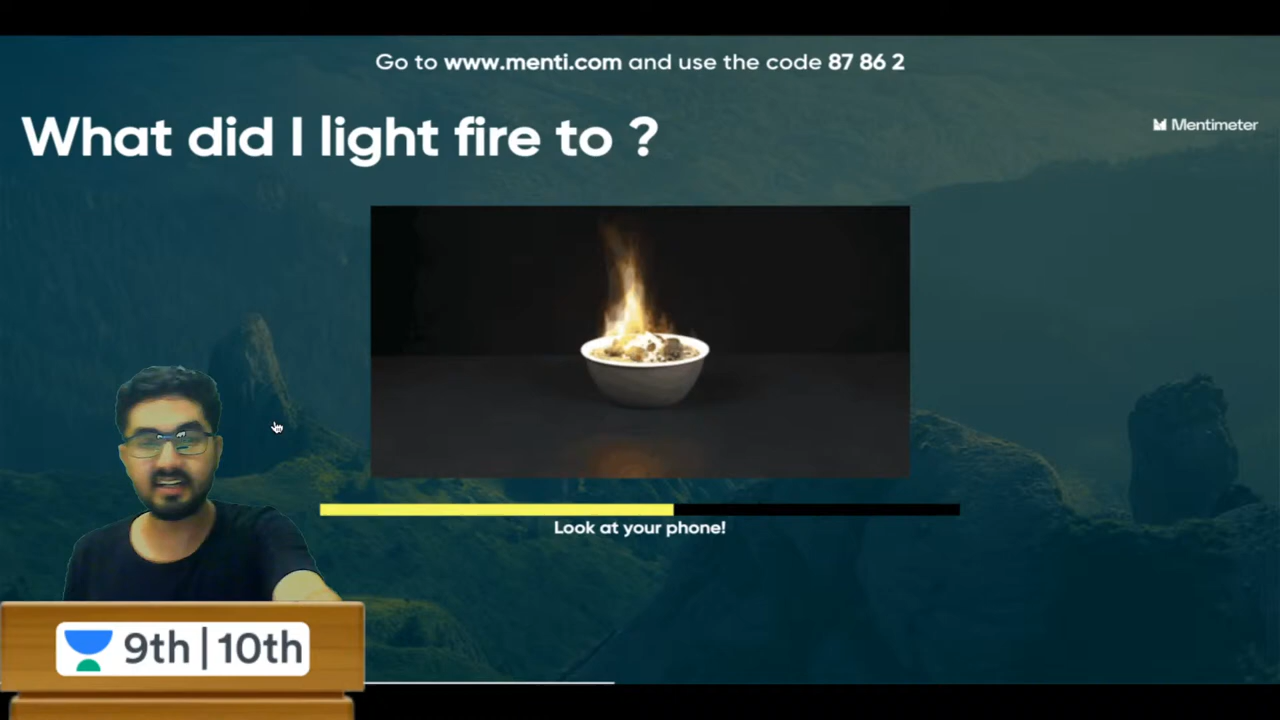 Go to www.menti.com and use the code 87 86 2
What did I light fire to ?
Mentimeter
Look at your phone!
9th | 10th